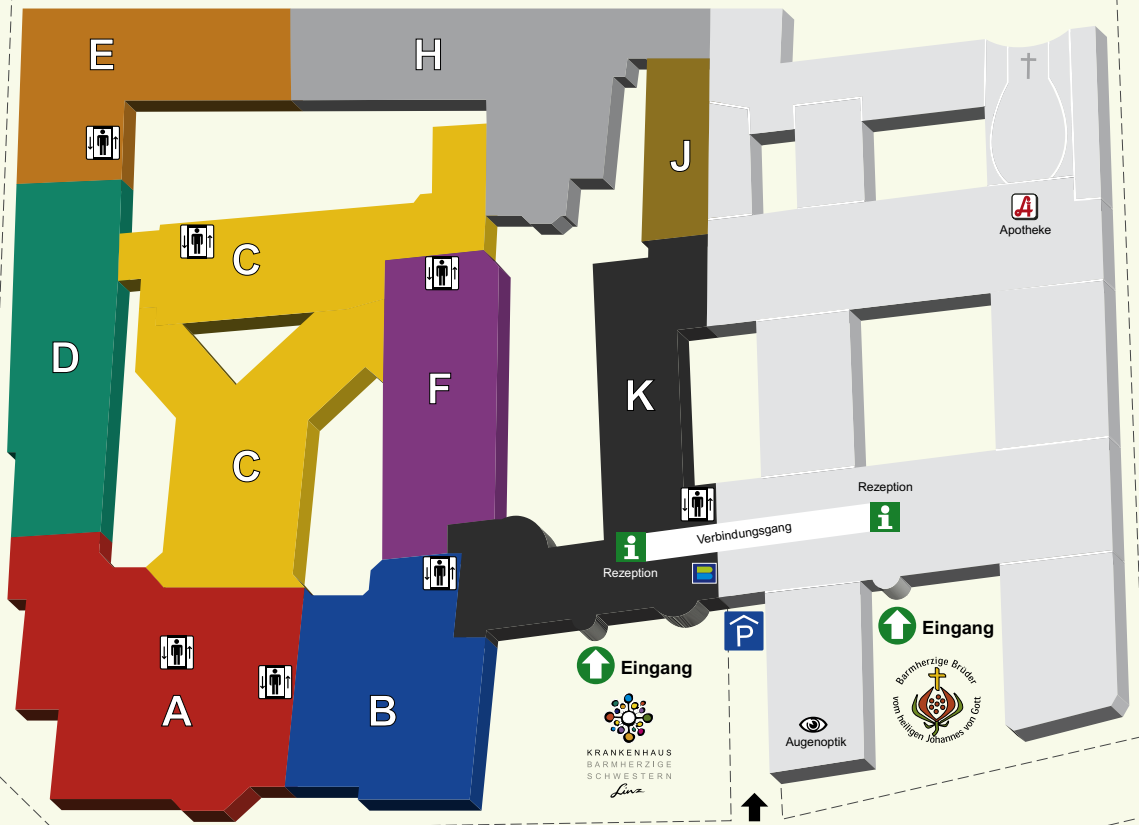 E
H
J
Apotheke
C
D
F
K
C
Rezeption
Verbindungsgang
Rezeption
P
Eingang
Eingang
A
B
KRANKENHAUS
BARMHERZIGE
SCHWESTERN
Linz
Barmherzige Brüder
vom heiligen Johannes von Gott
Augenoptik